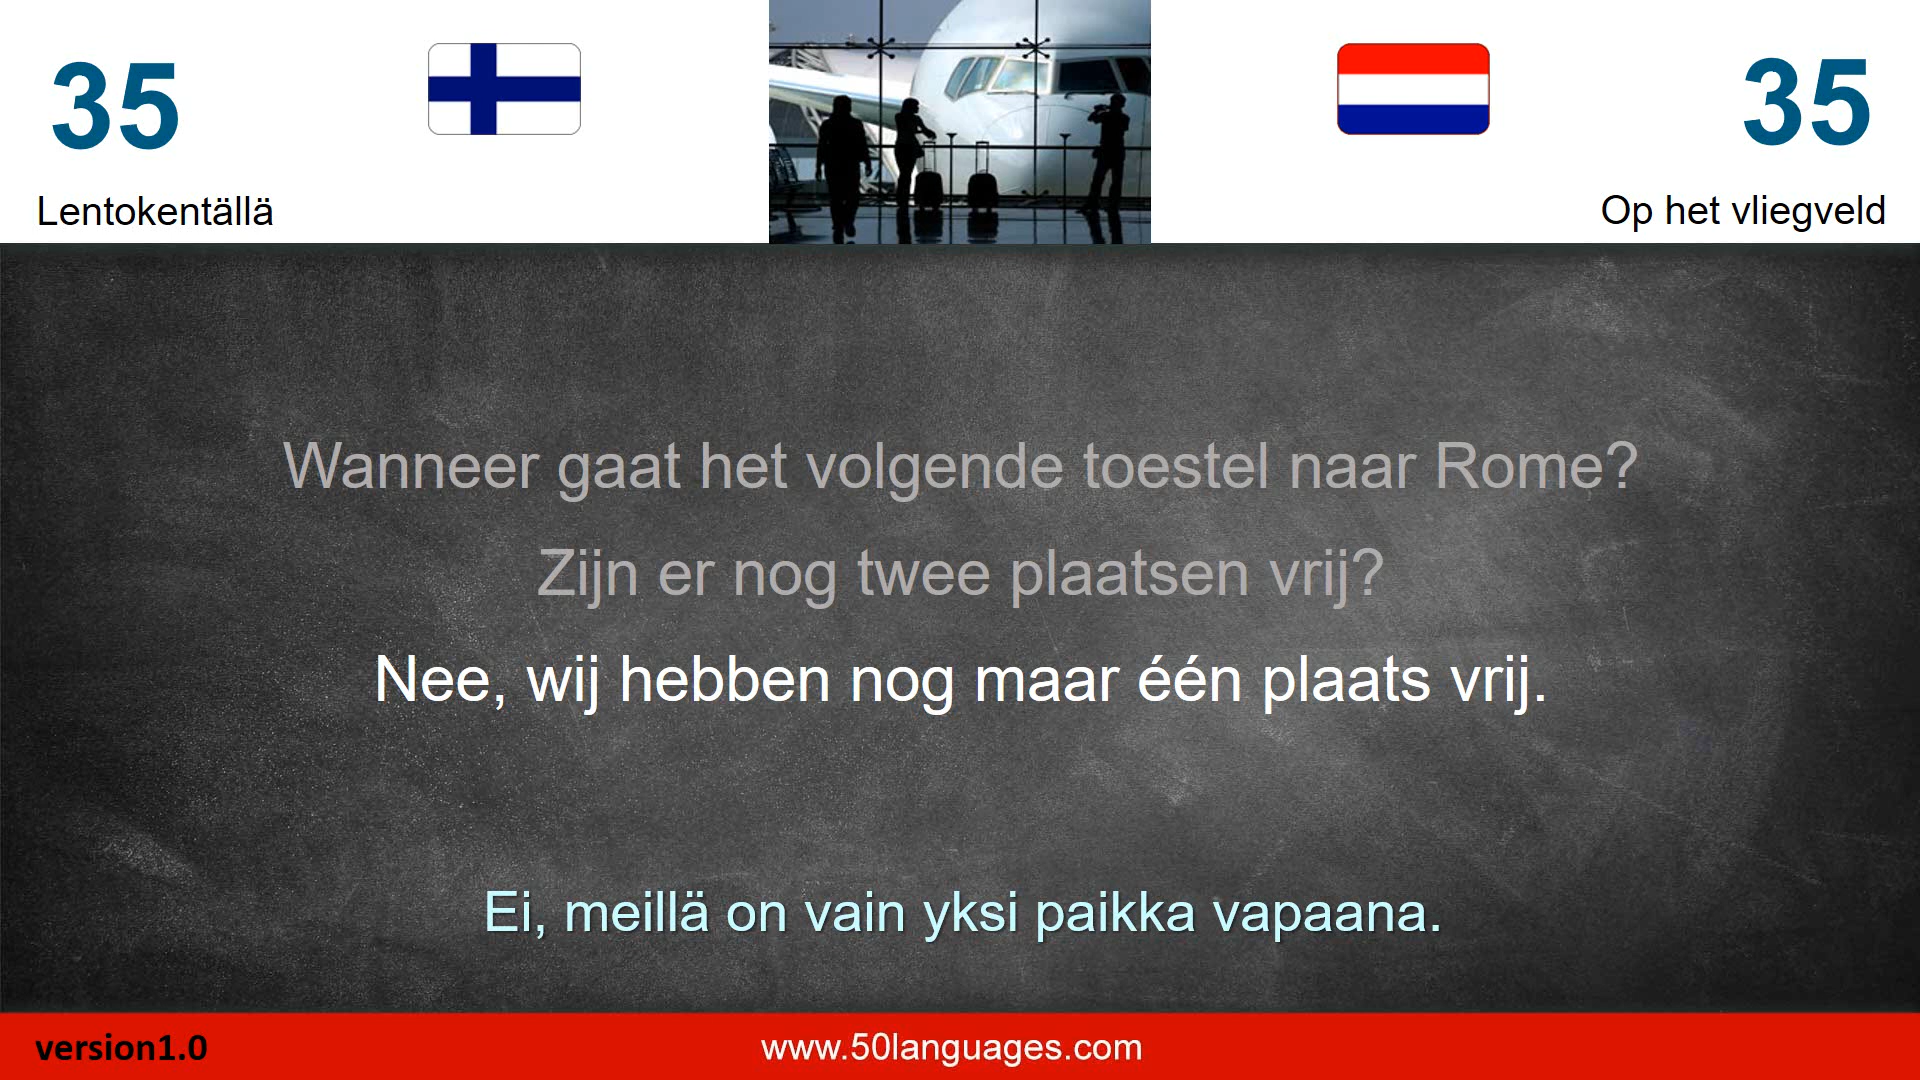 35
35
Lentokentällä
Op het vliegveld
Wanneer gaat het volgende toestel naar Rome?
Zijn er nog twee plaatsen vrij?
Nee, wij hebben nog maar één plaats vrij.
Ei, meillä on vain yksi paikka vapaana.
version1.0
www.50languages.com